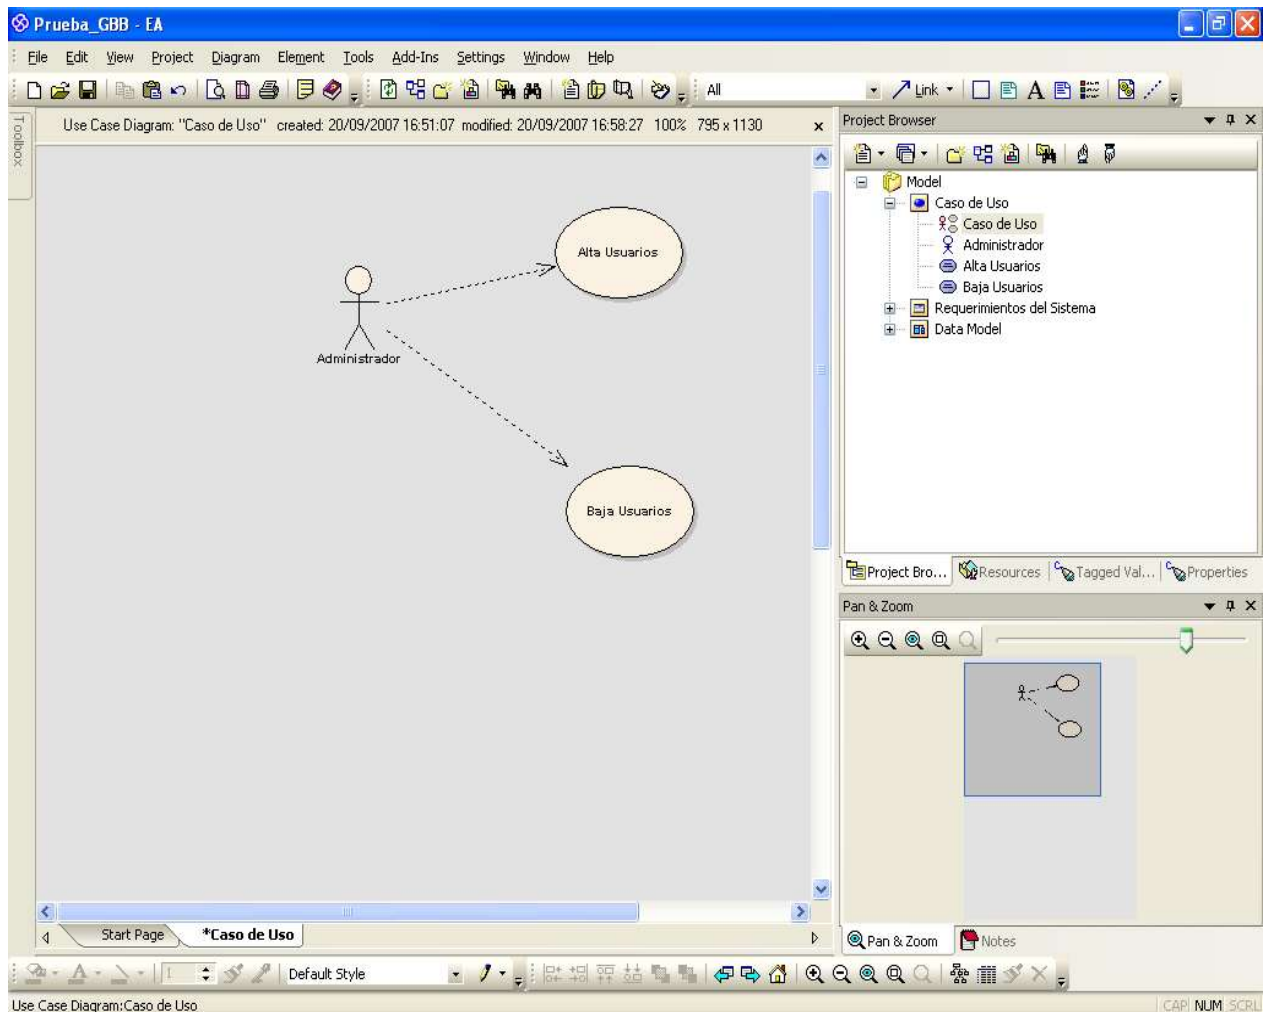 Prueba_GBB - EA
File Edit View Project Diagram Element Tools Add-Ins Settings Window Help
All
Link
A
Toolbox
Use Case Diagram: "Caso de Uso" created: 20/09/2007 16:51:07 modified: 20/09/2007 16:58:27 100% 795 x 1130
Alta Usuarios
Administrador
Baja Usuarios
Project Browser
Model
Caso de Uso
Caso de Uso
Administrador
Alta Usuarios
Baja Usuarios
Requerimientos del Sistema
Data Model
Project Bro... Resources Tagged Val... Properties
Pan & Zoom
Pan & Zoom Notes
Start Page *Caso de Uso
A 1 Default Style
Use Case Diagram:Caso de Uso
CAP NUM SCRL